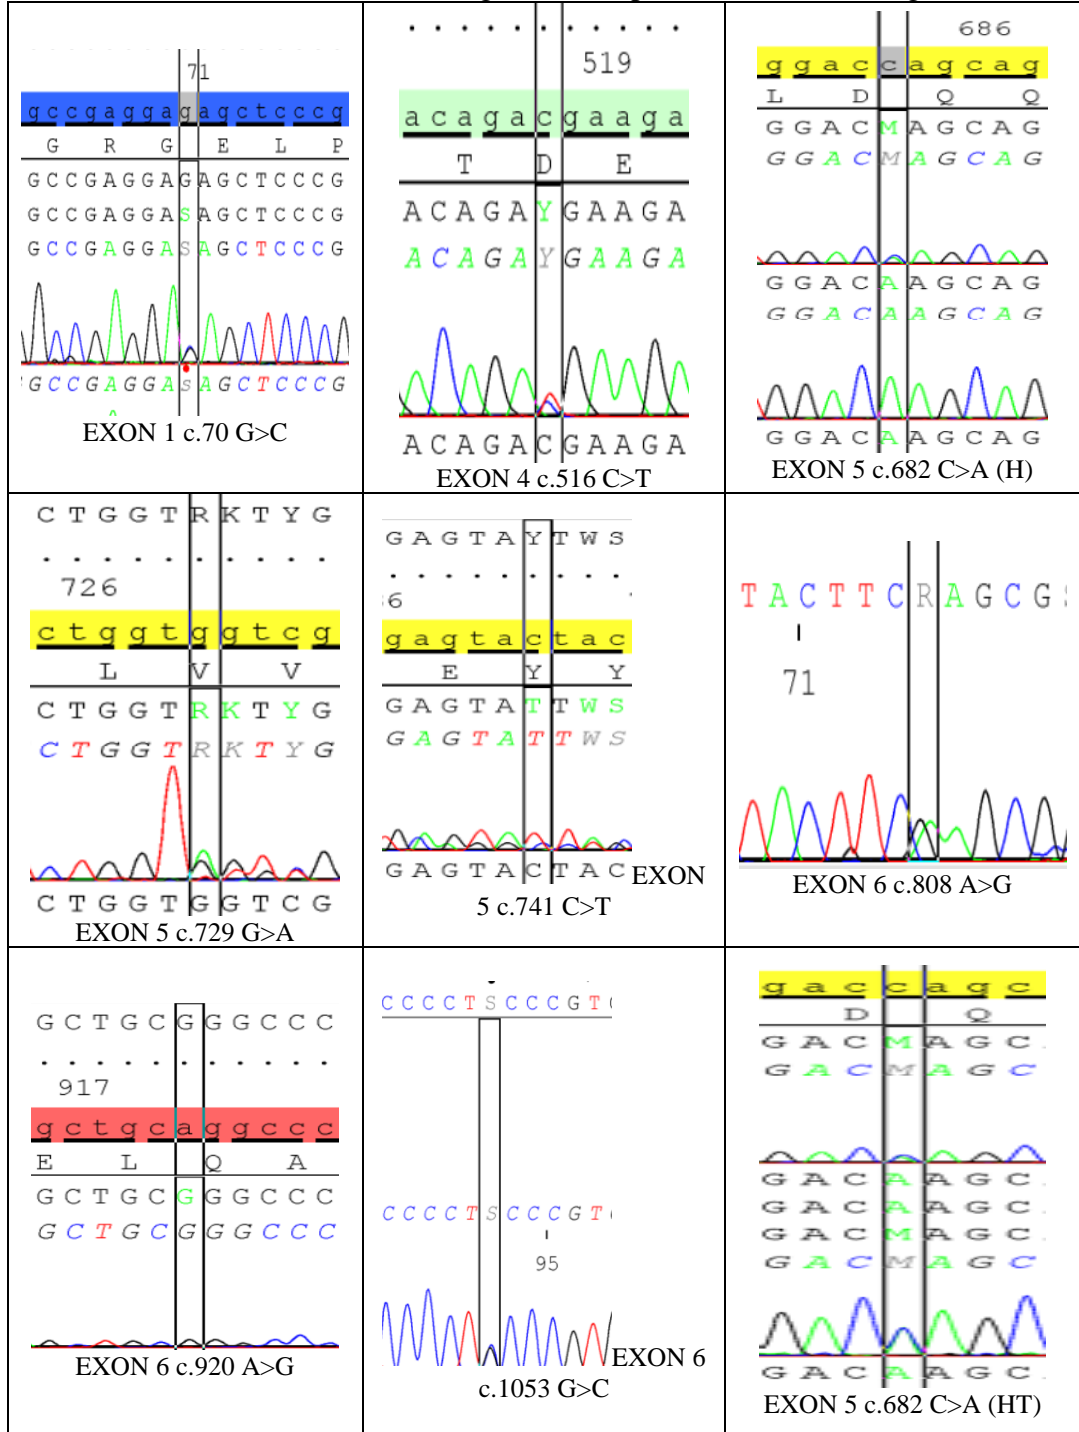 71
gccgaggagagctcccg
G R G E L P
GCCGAGGAGAGCTCCCG
GCCGAGGASAGCTCCCG
GCCGAGGASAGCTCCCG
GCCGAGGAsAGCTCCCG
EXON 1 c.70 G>C
519
acagacgaaga
T D E
ACAGAYGAAGA
ACAGAYGAAGA
ACAGACGAAGA
EXON 4 c.516 C>T
686
ggaccagcag
L D Q Q
GGACMAGCAG
GGACMAGCAG
GGACAAGCAG
GGACAAGCAG
GGACAAGCAG
EXON 5 c.682 C>A (H)
CTGGTRKTYG
726
ctggtggtcg
L V V
CTGGTRKTYG
CTGGTRKTYG
CTGGTGGTCG
EXON 5 c.729 G>A
GAGTAYTWS
6
gagtactac
E Y Y
GAGTATTWS
GAGTATTWS
GAGTACTAC EXON
5 c.741 C>T
TACTTCRAGCG
71
EXON 6 c.808 A>G
GCTGCGGGCCC
917
gctgcaggccc
E L Q A
GCTGCGGGCCC
GCTGCGGGCCC
EXON 6 c.920 A>G
CCCCTSCCCGT
CCCCTSCCCGT
95
EXON 6
c.1053 G>C
gaccagc
D Q
GACMAGC
GACMAGC
GACAAGC
GACAAGC
GACMAGC
GACMAGC
GACAAGC
EXON 5 c.682 C>A (HT)